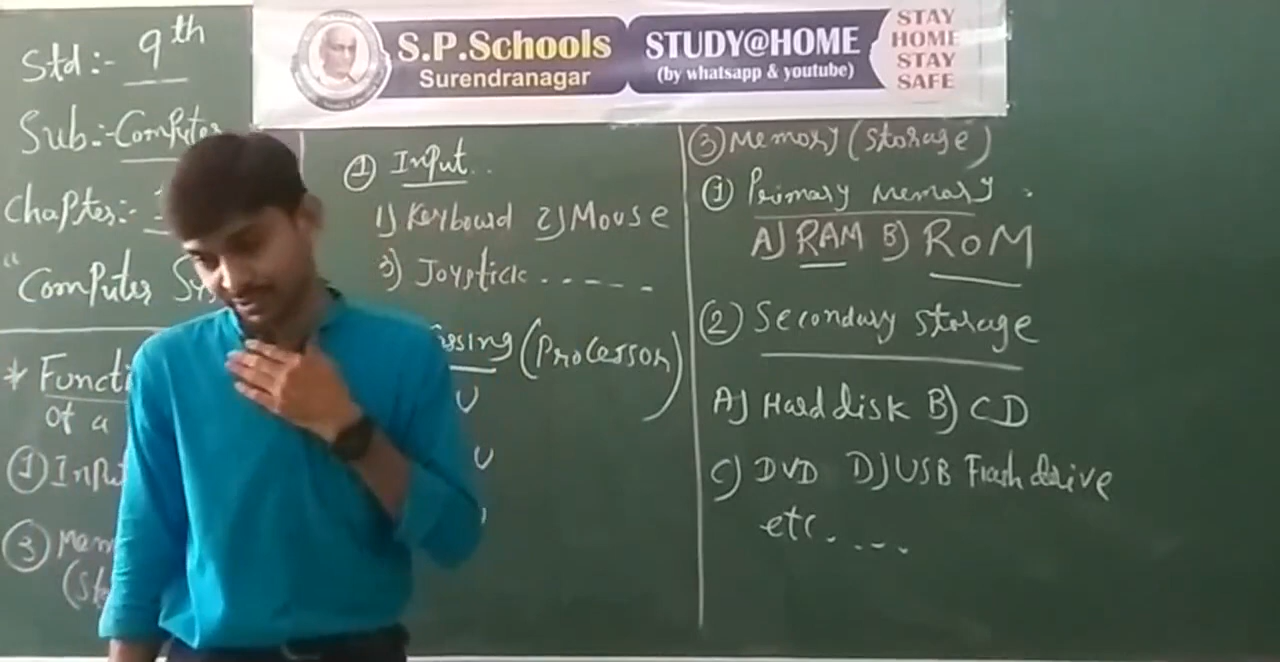 S.P.Schools
Surendranagar
STUDY@HOME
(by whatsapp & youtube)
STAY
HOME
STAY
SAFE
Std:- 9th
Sub:- Computer
Chapter:-
"Computer
* Functi
of a
① Inpu
③ Mem
① Input..
1) Keyboard 2) Mouse
3) Joystick - - - - -
ssing (Processor)
U
U
③ Memory (storage)
① Primary memory
A) RAM B) ROM
② Secondary storage
A) Hard disk B) CD
C) DVD D) USB Flash drive
etc. - - -